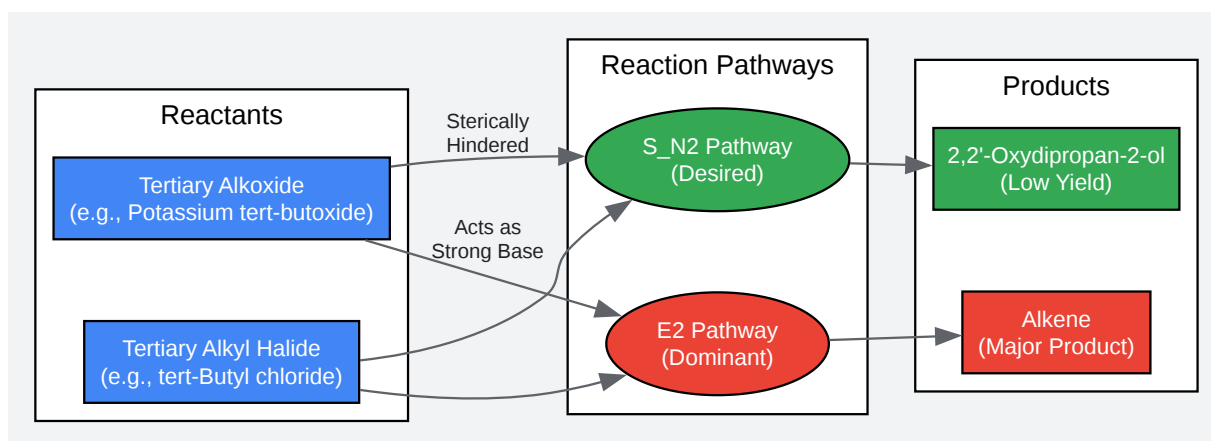 Reactants
Tertiary Alkoxide
(e.g., Potassium tert-butoxide)
Tertiary Alkyl Halide
(e.g., tert-Butyl chloride)
Sterically
Hindered
Acts as
Strong Base
Reaction Pathways
S_N2 Pathway
(Desired)
E2 Pathway
(Dominant)
Products
2,2'-Oxydipropan-2-ol
(Low Yield)
Alkene
(Major Product)